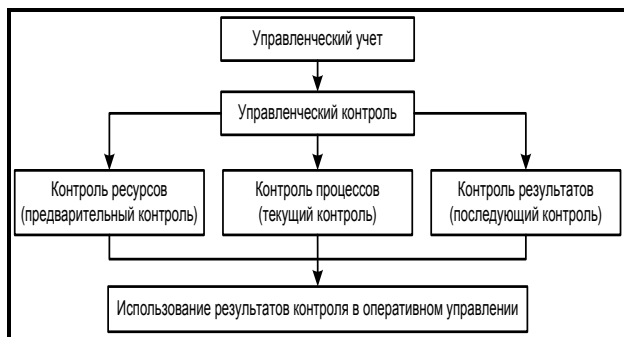 Управленческий учет
Управленческий контроль
Контроль ресурсов
(предварительный контроль)
Контроль процессов
(текущий контроль)
Контроль результатов
(последующий контроль)
Использование результатов контроля в оперативном управлении